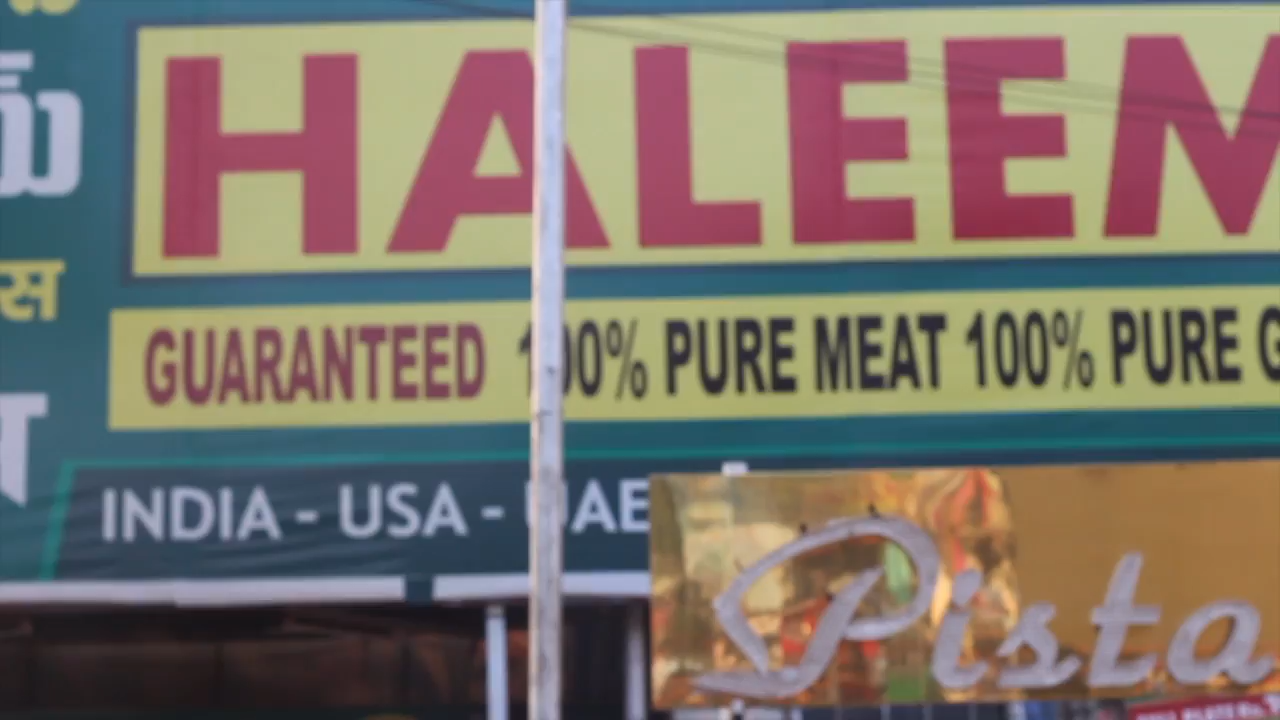 HALEEM
GUARANTEED 100% PURE MEAT 100% PURE
INDIA - USA - UAE
Pista